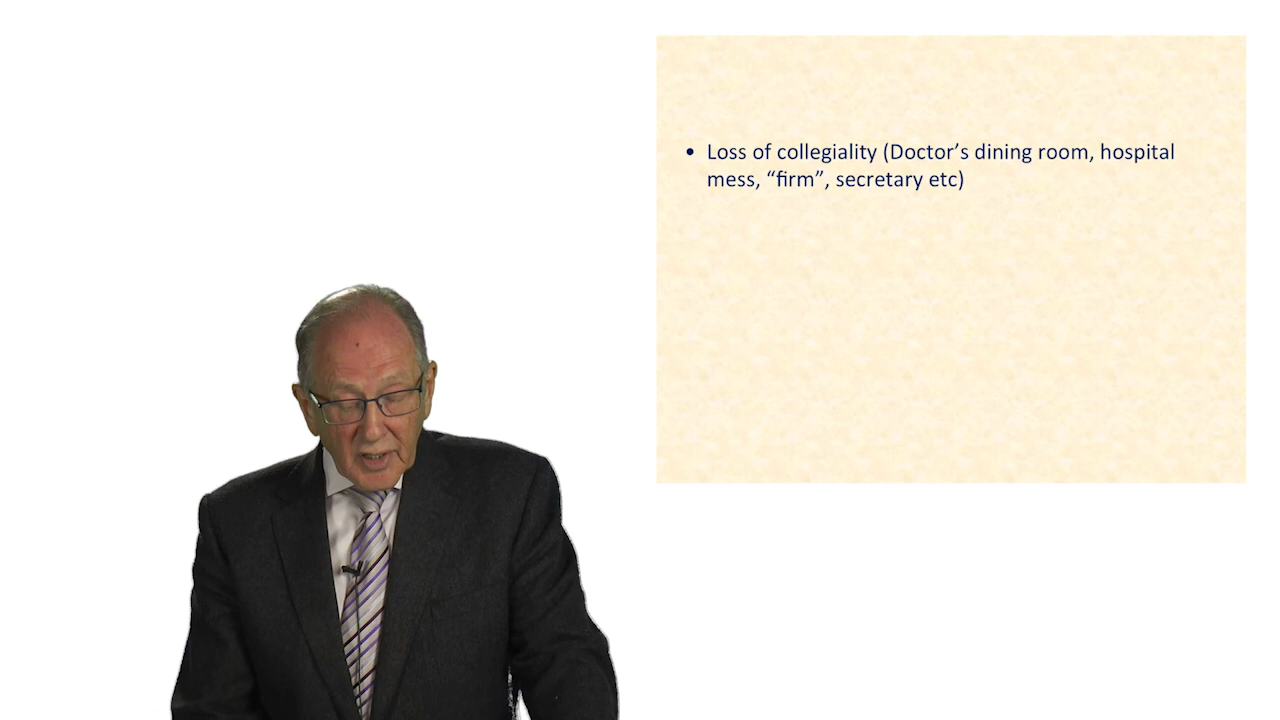 • Loss of collegiality (Doctor’s dining room, hospital
mess, “firm”, secretary etc)